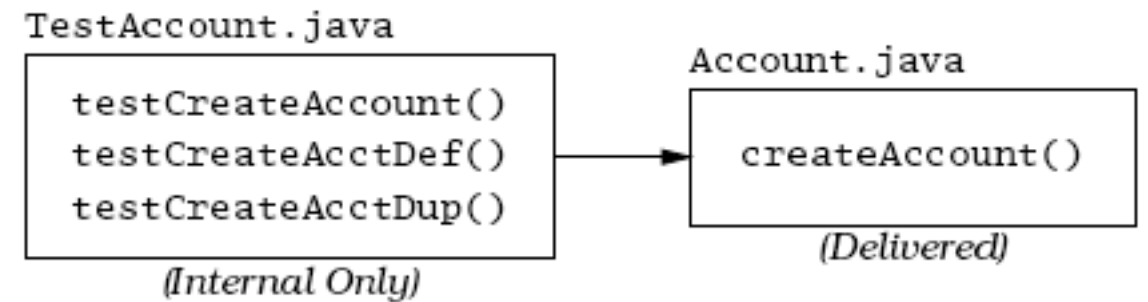 TestAccount.java
testCreateAccount()
testCreateAcctDef()
testCreateAcctDup()
(Internal Only)
Account.java
createAccount()
(Delivered)